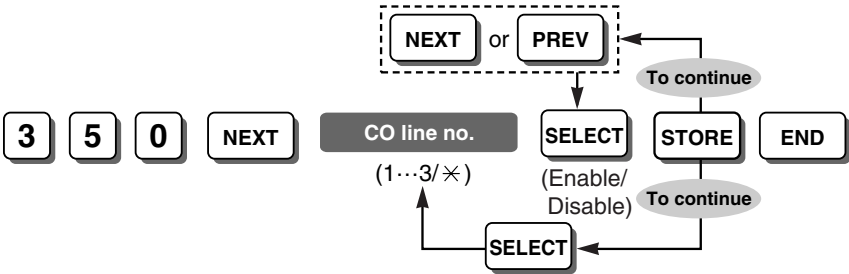 NEXT or PREV
To continue
3 5 0 NEXT CO line no. SELECT STORE END
(1···3/✳)
(Enable/
Disable)
To continue
SELECT